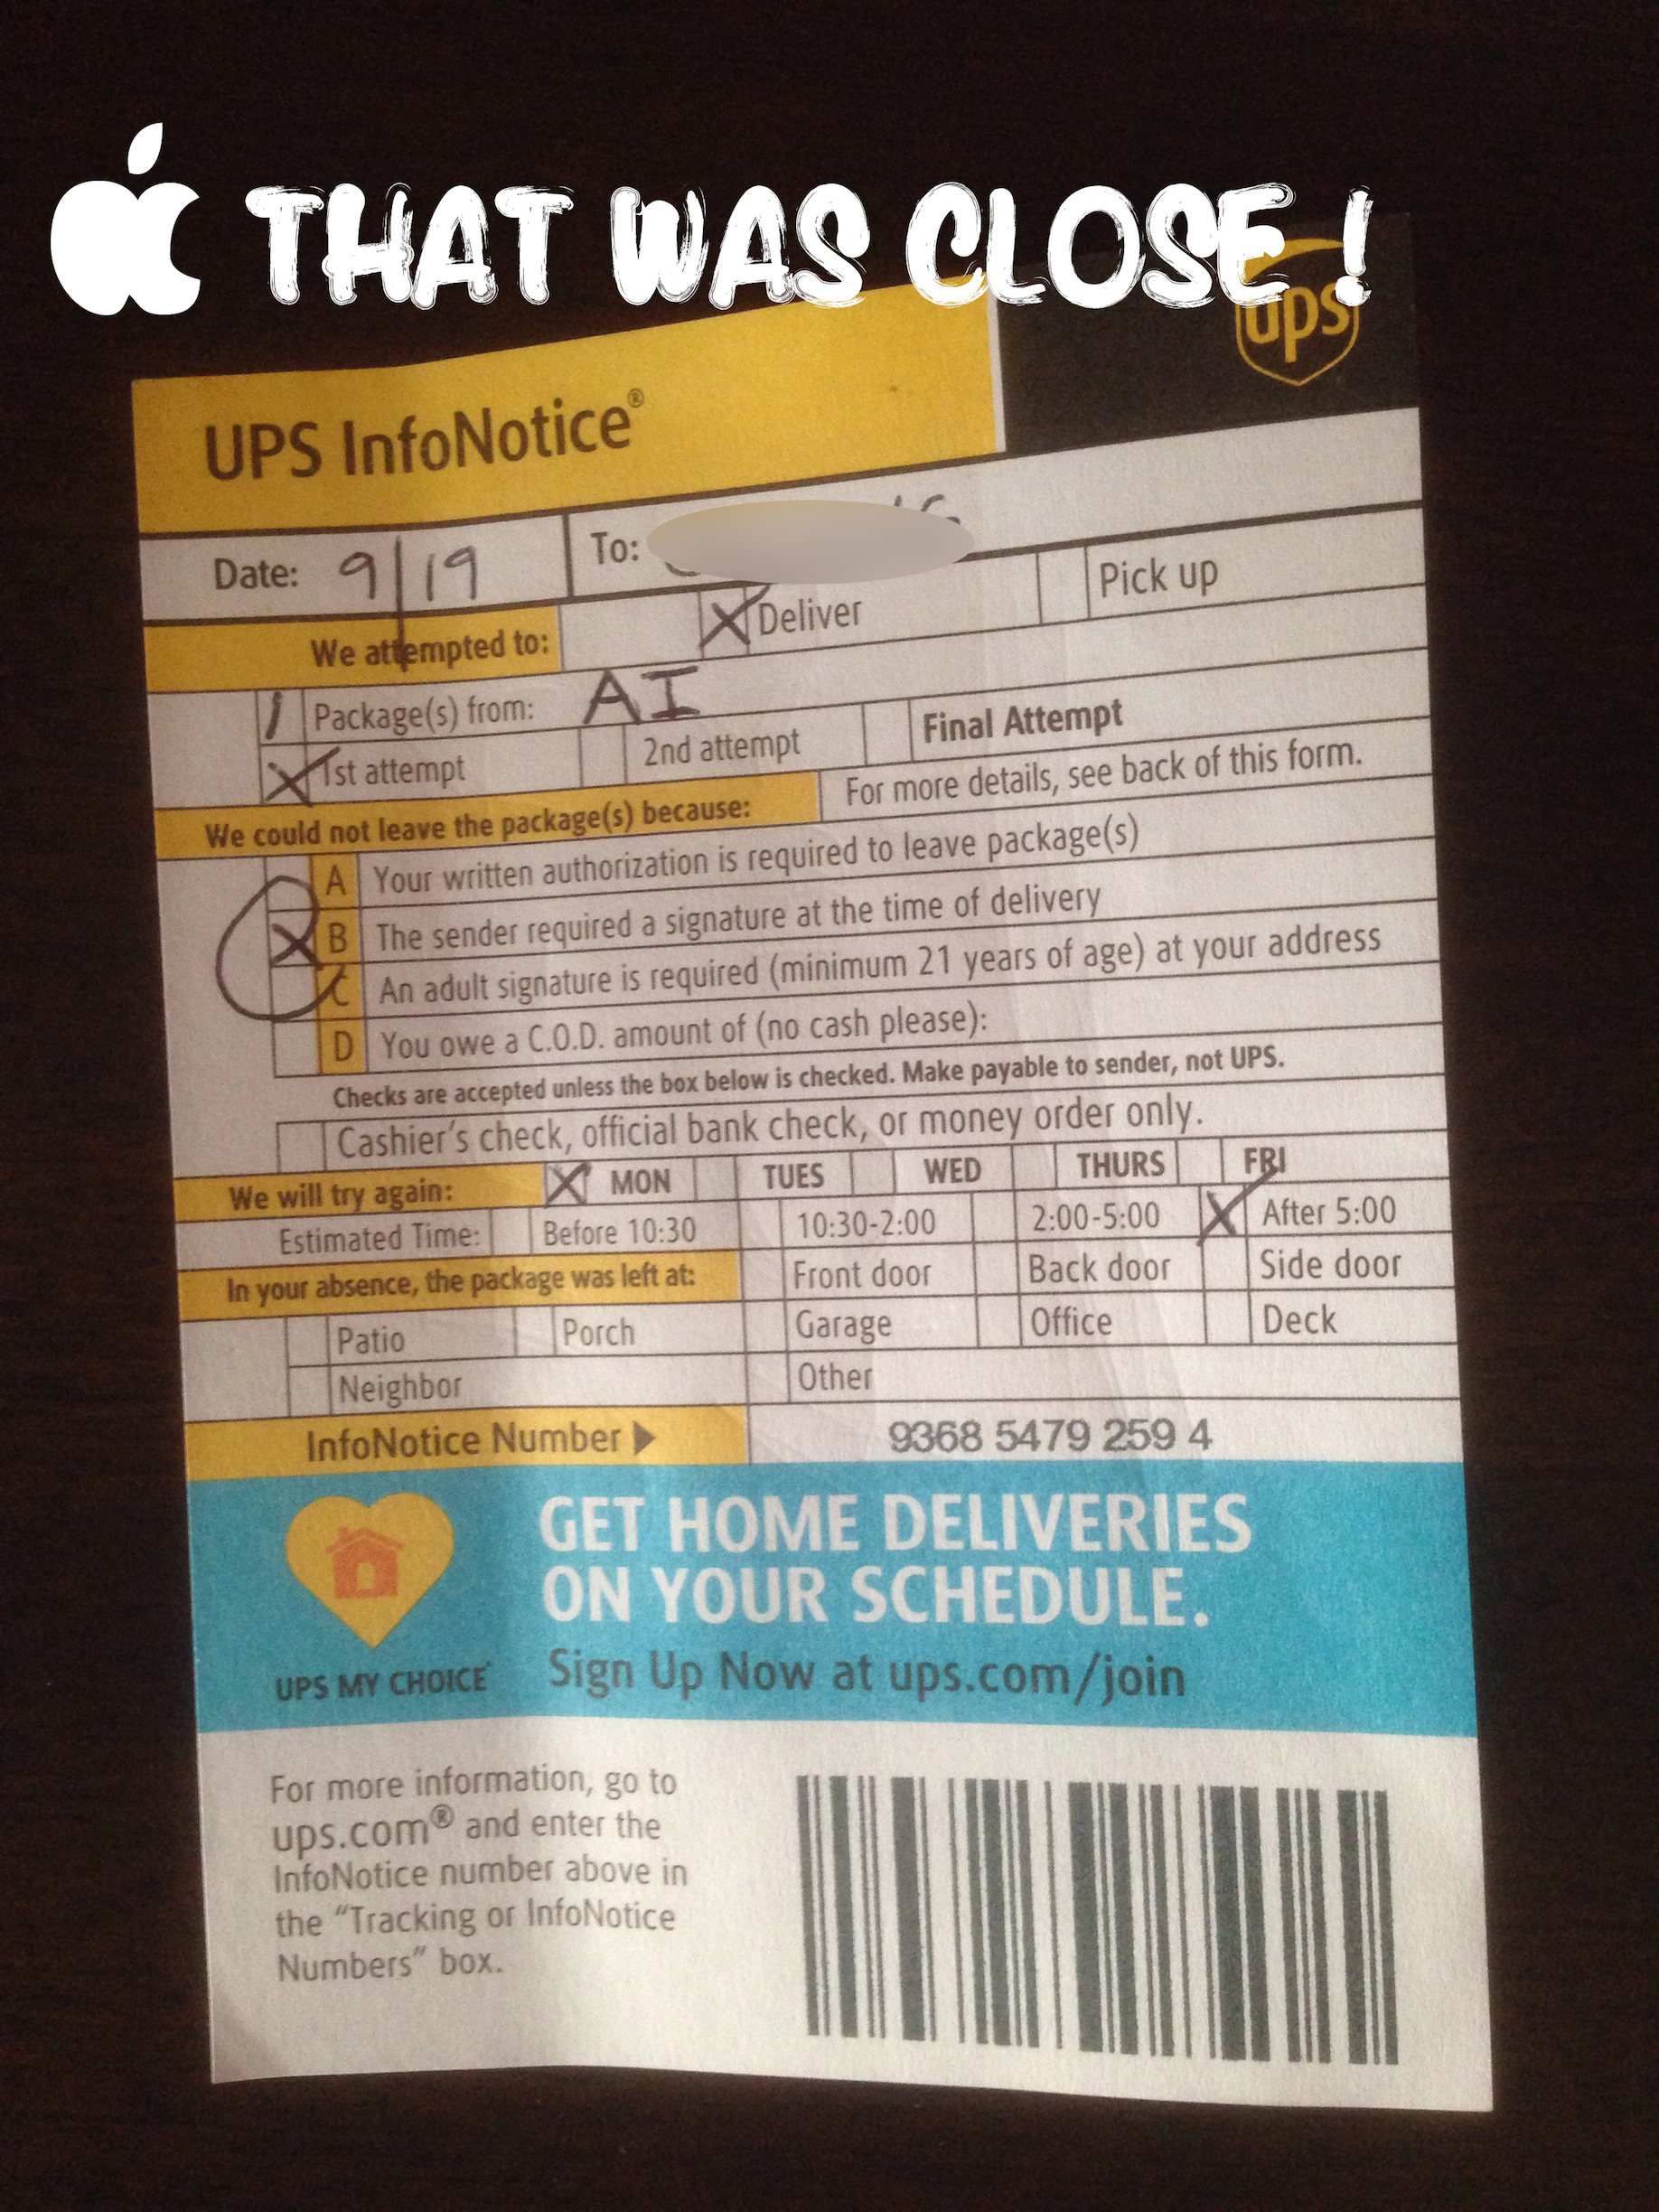 THAT WAS CLOSE !
ups
UPS InfoNotice®
Date: 9/19 To:
We attempted to: X Deliver Pick up
1 Package(s) from: AI
X 1st attempt 2nd attempt Final Attempt
We could not leave the package(s) because: For more details, see back of this form.
A Your written authorization is required to leave package(s)
X B The sender required a signature at the time of delivery
C An adult signature is required (minimum 21 years of age) at your address
D You owe a C.O.D. amount of (no cash please):
Checks are accepted unless the box below is checked. Make payable to sender, not UPS.
Cashier's check, official bank check, or money order only.
We will try again: X MON TUES WED THURS FRI
Estimated Time: Before 10:30 10:30-2:00 2:00-5:00 X After 5:00
In your absence, the package was left at: Front door Back door Side door
Patio Porch Garage Office Deck
Neighbor Other
InfoNotice Number 9368 5479 259 4
GET HOME DELIVERIES
ON YOUR SCHEDULE.
UPS MY CHOICE Sign Up Now at ups.com/join
For more information, go to
ups.com® and enter the
InfoNotice number above in
the “Tracking or InfoNotice
Numbers” box.